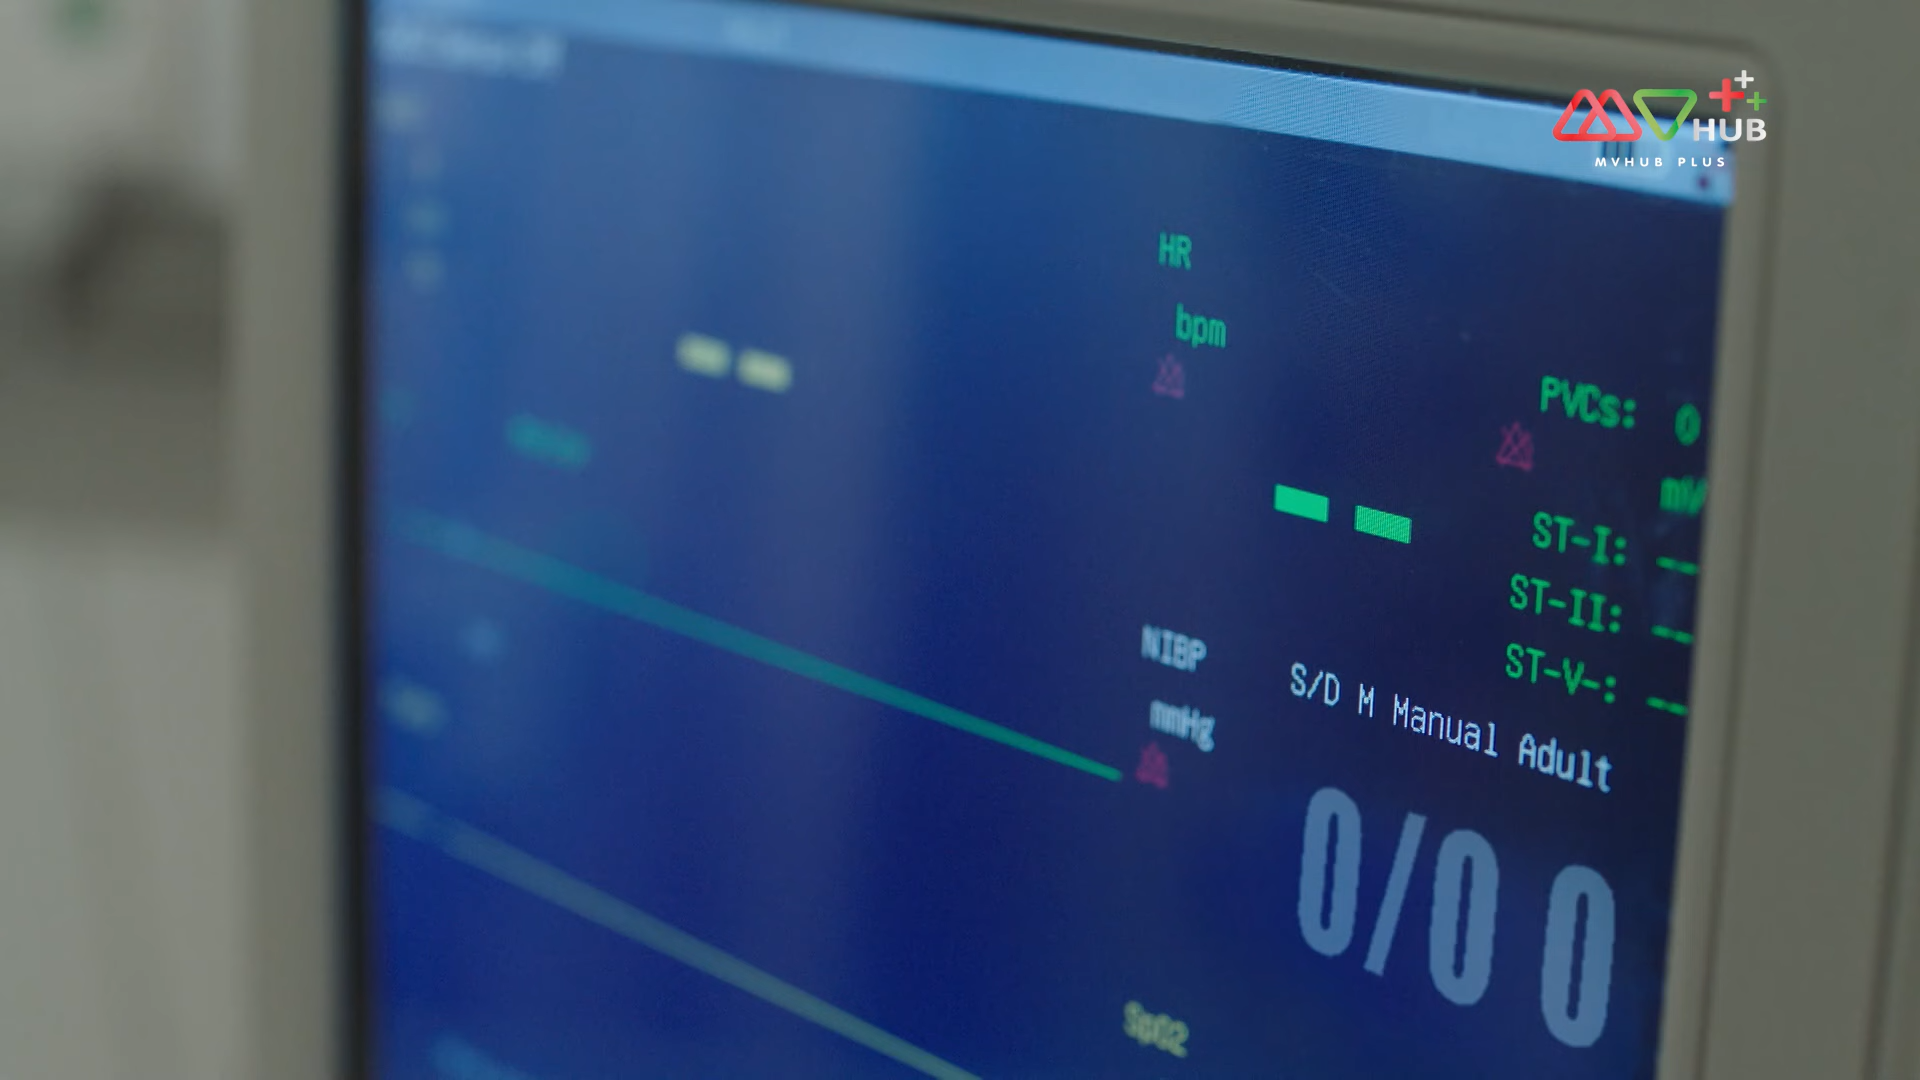 HUB
MVHUB PLUS
HR
bpm
PVCs: 0
mV
ST-I: --
ST-II: --
ST-V-: --
NIBP
S/D M Manual Adult
mmHg
0/0 0
SpO2